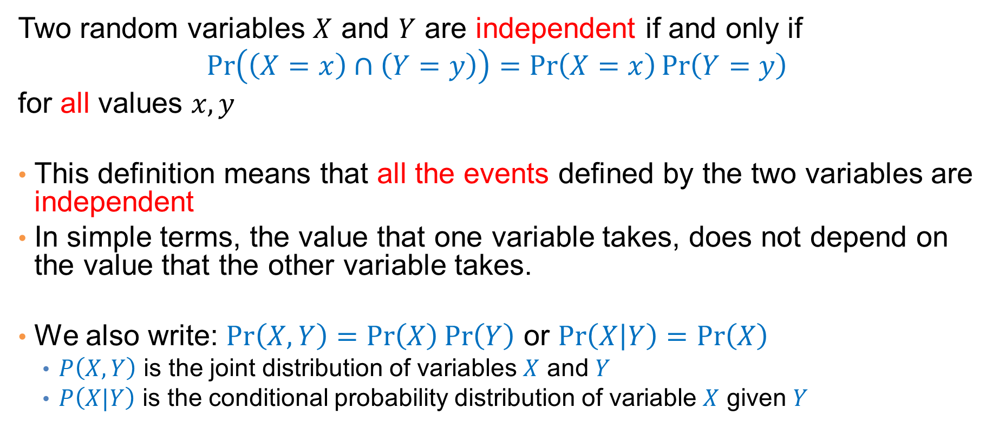 Two random variables X and Y are independent if and only if
Pr((X = x) ∩ (Y = y)) = Pr(X = x) Pr(Y = y)
for all values x, y
• This definition means that all the events defined by the two variables are
independent
• In simple terms, the value that one variable takes, does not depend on
the value that the other variable takes.
• We also write: Pr(X, Y) = Pr(X) Pr(Y) or Pr(X|Y) = Pr(X)
• P(X, Y) is the joint distribution of variables X and Y
• P(X|Y) is the conditional probability distribution of variable X given Y